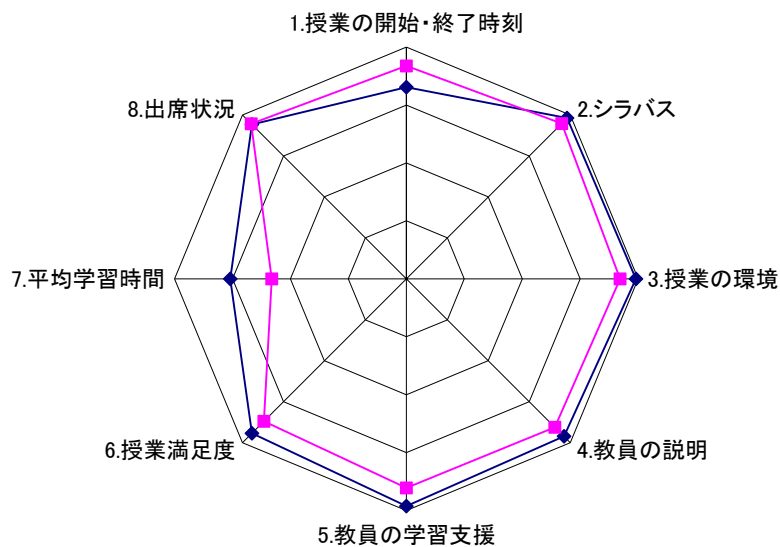 1.授業の開始・終了時刻
2.シラバス
3.授業の環境
4.教員の説明
5.教員の学習支援
6.授業満足度
7.平均学習時間
8.出席状況